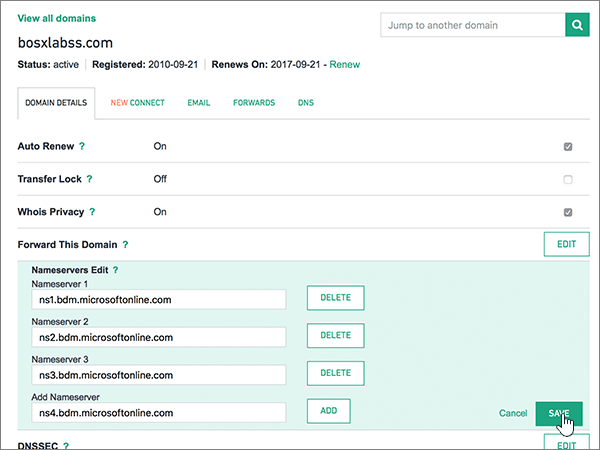 View all domains
Jump to another domain
bosxlabss.com
Status: active Registered: 2010-09-21 Renews On: 2017-09-21 - Renew
DOMAIN DETAILS NEW CONNECT EMAIL FORWARDS DNS
Auto Renew ? On
Transfer Lock ? Off
Whois Privacy ? On
Forward This Domain ? EDIT
Nameservers Edit ?
Nameserver 1
ns1.bdm.microsoftonline.com DELETE
Nameserver 2
ns2.bdm.microsoftonline.com DELETE
Nameserver 3
ns3.bdm.microsoftonline.com DELETE
Add Nameserver
ns4.bdm.microsoftonline.com ADD Cancel SAVE
DNSSEC ? EDIT